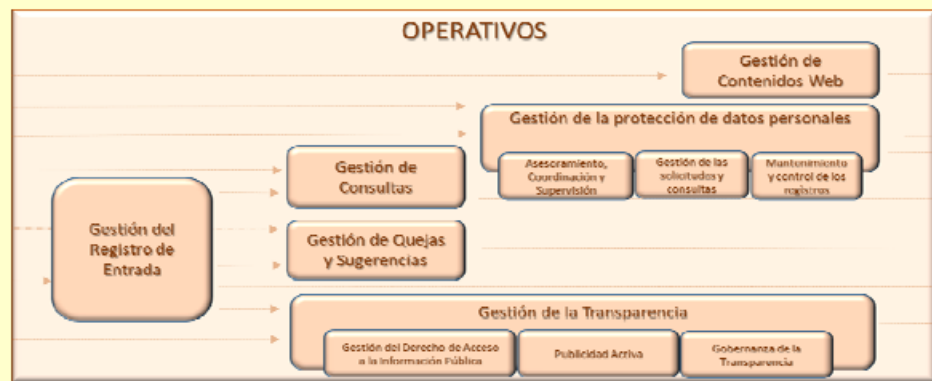 OPERATIVOS
Gestión de
Contenidos Web
Gestión de la protección de datos personales
Asesoramiento,
Coordinación y
Supervisión
Gestión de las
solicitudes y
consultas
Mantenimiento
y control de los
registros
Gestión de
Consultas
Gestión del
Registro de
Entrada
Gestión de Quejas
y Sugerencias
Gestión de la Transparencia
Gestión del Derecho de Acceso
a la Información Pública
Publicidad Activa
Gobernanza de la
Transparencia